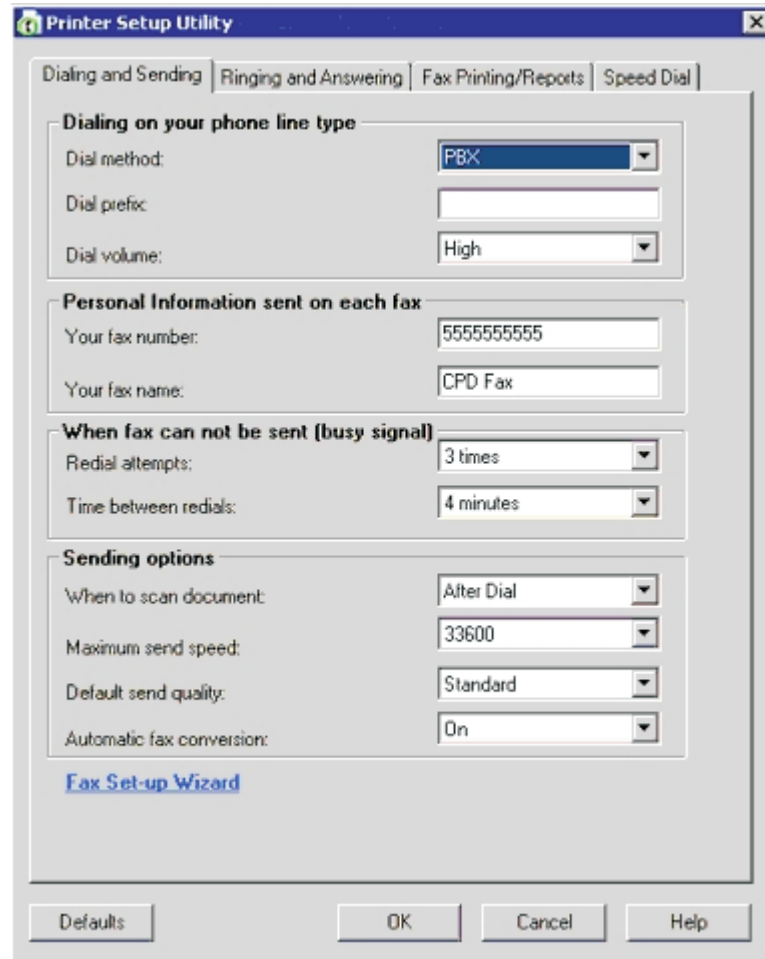 Printer Setup Utility
Dialing and Sending Ringing and Answering Fax Printing/Reports Speed Dial
Dialing on your phone line type
Dial method: PBX
Dial prefix:
Dial volume: High
Personal Information sent on each fax
Your fax number: 5555555555
Your fax name: CPD Fax
When fax can not be sent (busy signal)
Redial attempts: 3 times
Time between redials: 4 minutes
Sending options
When to scan document: After Dial
Maximum send speed: 33600
Default send quality: Standard
Automatic fax conversion: On
Fax Set-up Wizard
Defaults OK Cancel Help